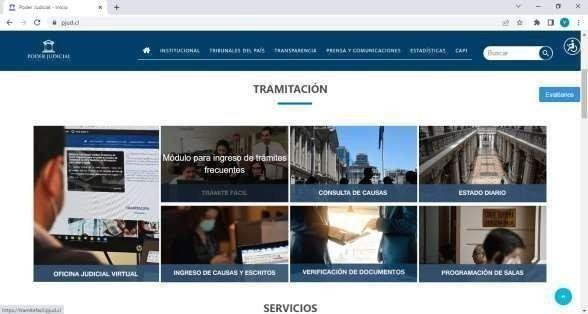 Poder Judicial - Inicio
pjud.cl
PODER JUDICIAL
INSTITUCIONAL
TRIBUNALES DEL PAÍS
TRANSPARENCIA
PRENSA Y COMUNICACIONES
ESTADÍSTICAS
CAPJ
Buscar
TRAMITACIÓN
Evalúanos
Módulo para ingreso de trámites
frecuentes
TRÁMITE FÁCIL
CONSULTA DE CAUSAS
ESTADO DIARIO
OFICINA JUDICIAL VIRTUAL
INGRESO DE CAUSAS Y ESCRITOS
VERIFICACIÓN DE DOCUMENTOS
PROGRAMACIÓN DE SALAS
https://tramitefacil.pjud.cl
SERVICIOS